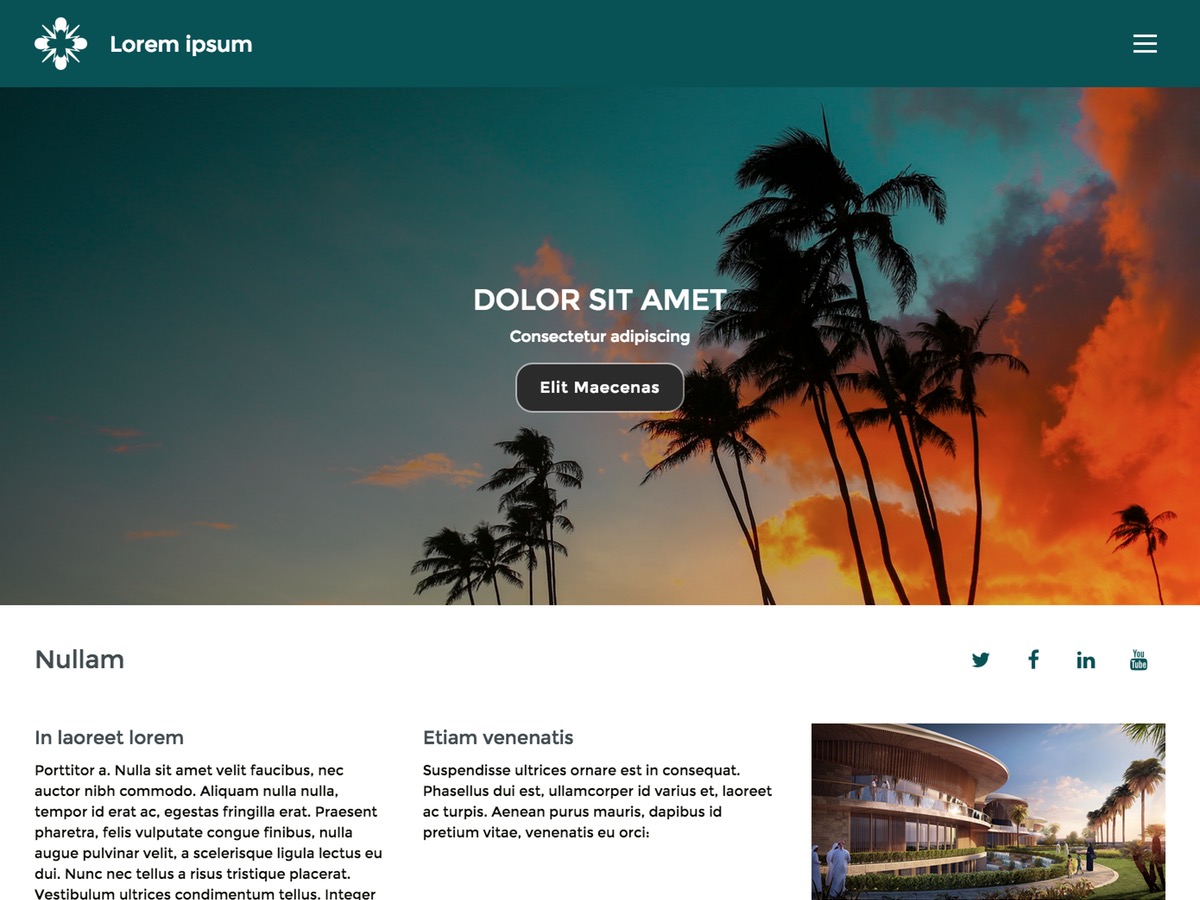 Lorem ipsum
DOLOR SIT AMET
Consectetur adipiscing
Elit Maecenas
Nullam
You
Tube
In laoreet lorem
Porttitor a. Nulla sit amet velit faucibus, nec
auctor nibh commodo. Aliquam nulla nulla,
tempor id erat ac, egestas fringilla erat. Praesent
pharetra, felis vulputate congue finibus, nulla
augue pulvinar velit, a scelerisque ligula lectus eu
dui. Nunc nec tellus a risus tristique placerat.
Vestibulum ultrices condimentum tellus. Integer
Etiam venenatis
Suspendisse ultrices ornare est in consequat.
Phasellus dui est, ullamcorper id varius et, laoreet
ac turpis. Aenean purus mauris, dapibus id
pretium vitae, venenatis eu orci: